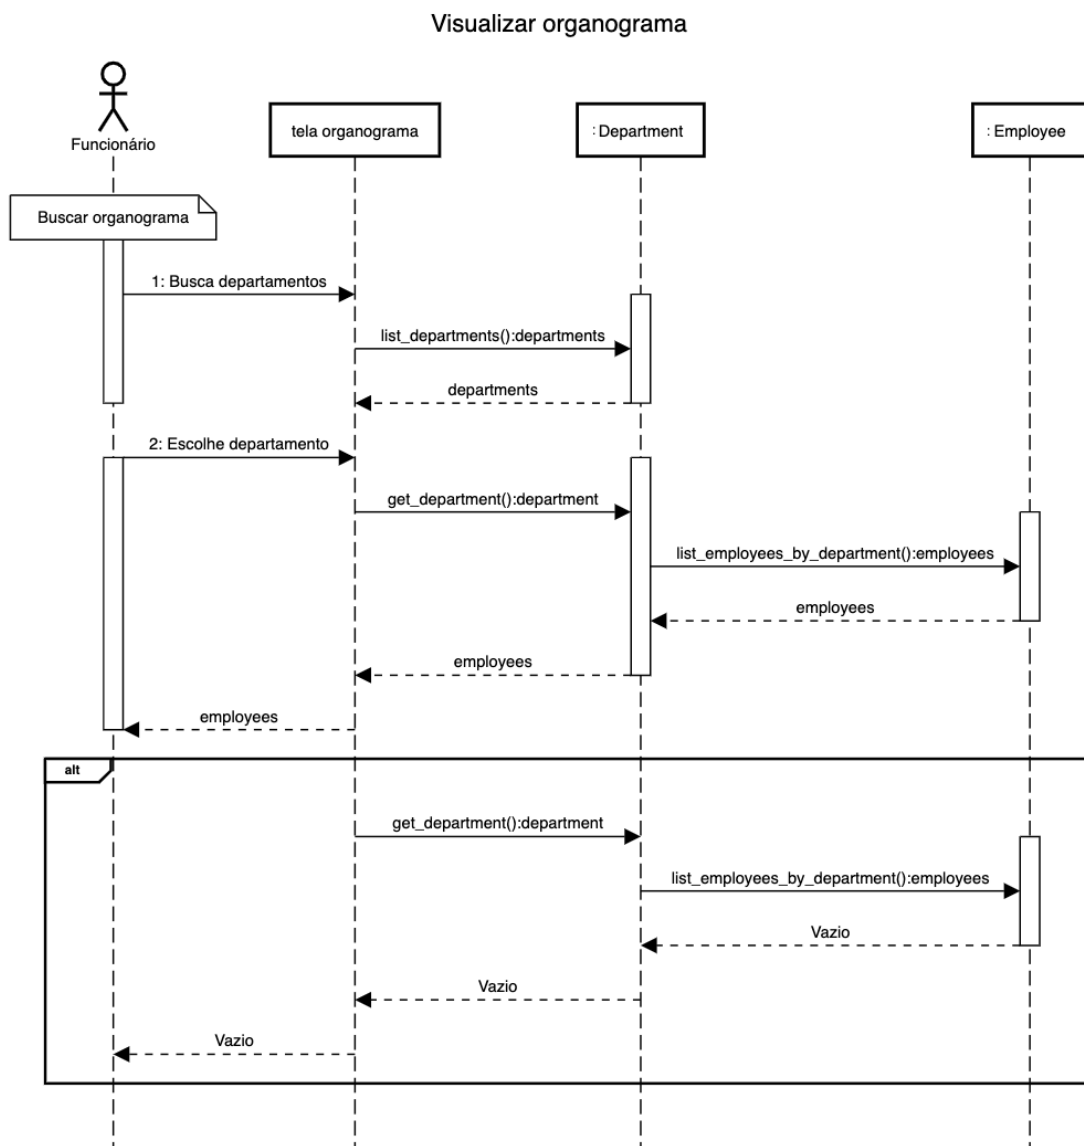 Visualizar organograma
Funcionário
tela organograma
: Department
: Employee
Buscar organograma
1: Busca departamentos
list_departments():departments
departments
2: Escolhe departamento
get_department():department
list_employees_by_department():employees
employees
employees
employees
alt
get_department():department
list_employees_by_department():employees
Vazio
Vazio
Vazio